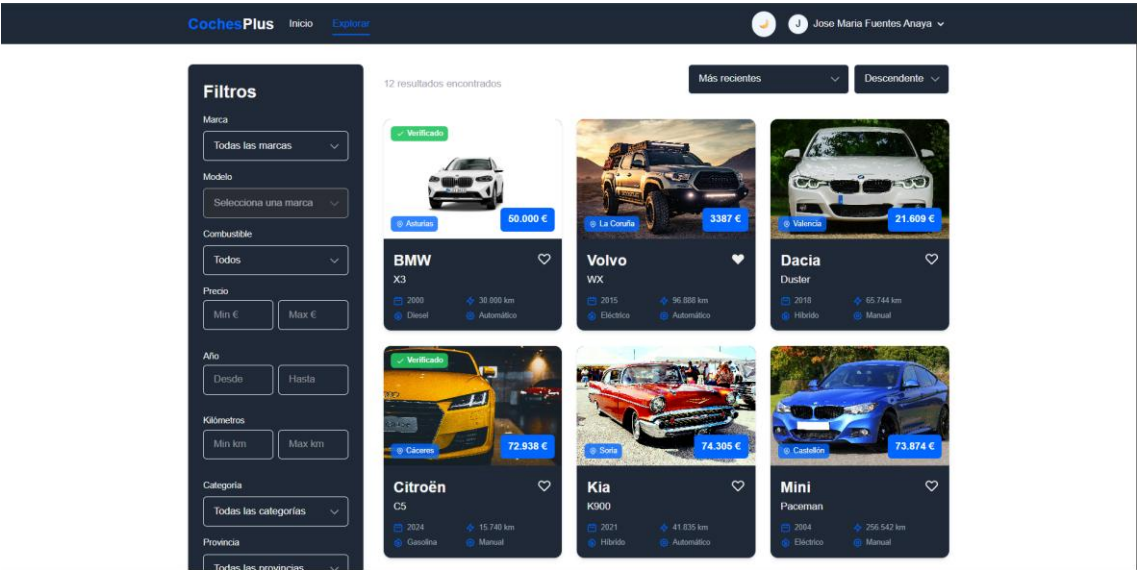 CochesPlus Inicio Explorar J Jose Maria Fuentes Anaya
Filtros
Marca
Todas las marcas
Modelo
Selecciona una marca
Combustible
Todos
Precio
Min € Max €
Año
Desde Hasta
Kilómetros
Min km Max km
Categoría
Todas las categorías
Provincia
Todas las provincias
12 resultados encontrados Más recientes Descendente
Verificado
Asturias 50.000 €
BMW
X3
2000 30.000 km
Diesel Automático
La Coruña 3387 €
Volvo
WX
2015 96.888 km
Eléctrico Automático
Valencia 21.609 €
Dacia
Duster
2018 65.744 km
Híbrido Manual
Verificado
Cáceres 72.938 €
Citroën
C5
2024 15.740 km
Gasolina Manual
Soria 74.305 €
Kia
K900
2021 41.835 km
Híbrido Automático
Castellón 73.874 €
Mini
Paceman
2004 256.542 km
Eléctrico Manual